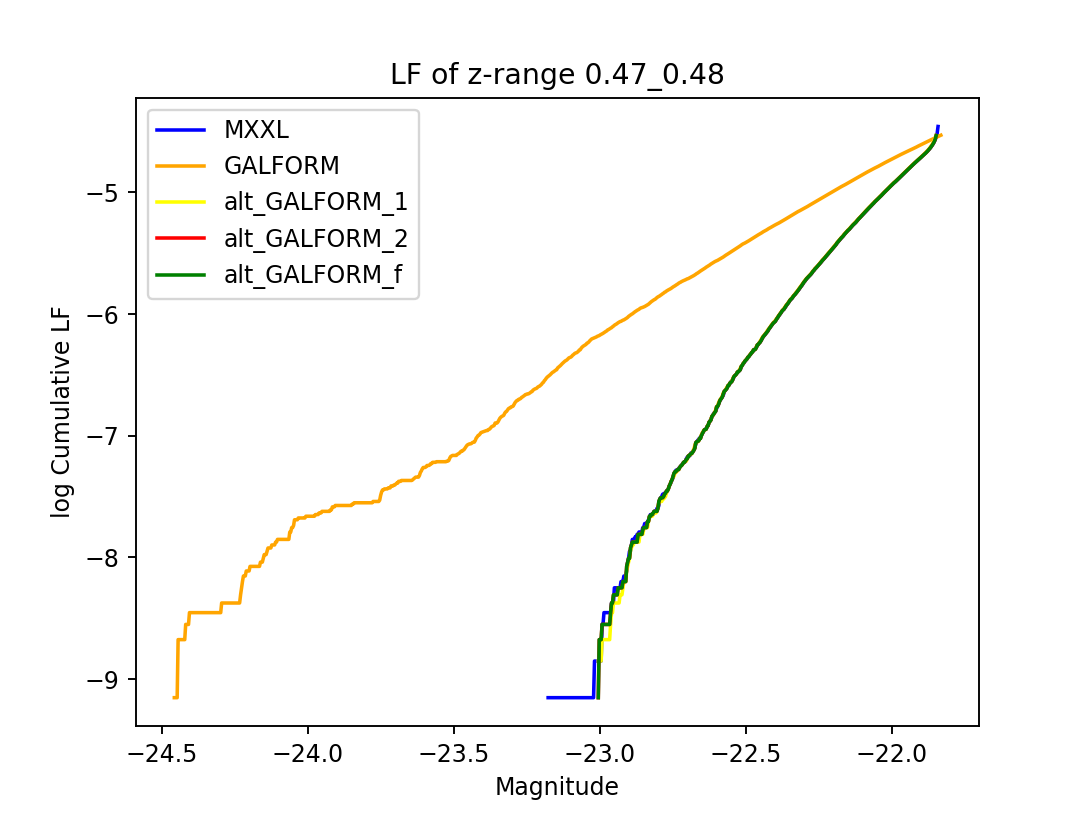 LF of z-range 0.47_0.48
MXXL
GALFORM
alt_GALFORM_1
alt_GALFORM_2
alt_GALFORM_f
log Cumulative LF
−5
−6
−7
−8
−9
−24.5 −24.0 −23.5 −23.0 −22.5 −22.0
Magnitude